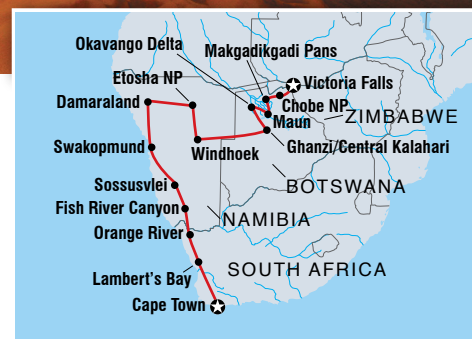 Okavango Delta
Makgadikgadi Pans
Etosha NP
Victoria Falls
Damaraland
Chobe NP
ZIMBABWE
Maun
Swakopmund
Windhoek
Ghanzi/Central Kalahari
BOTSWANA
Sossusvlei
Fish River Canyon
NAMIBIA
Orange River
Lambert's Bay
SOUTH AFRICA
Cape Town